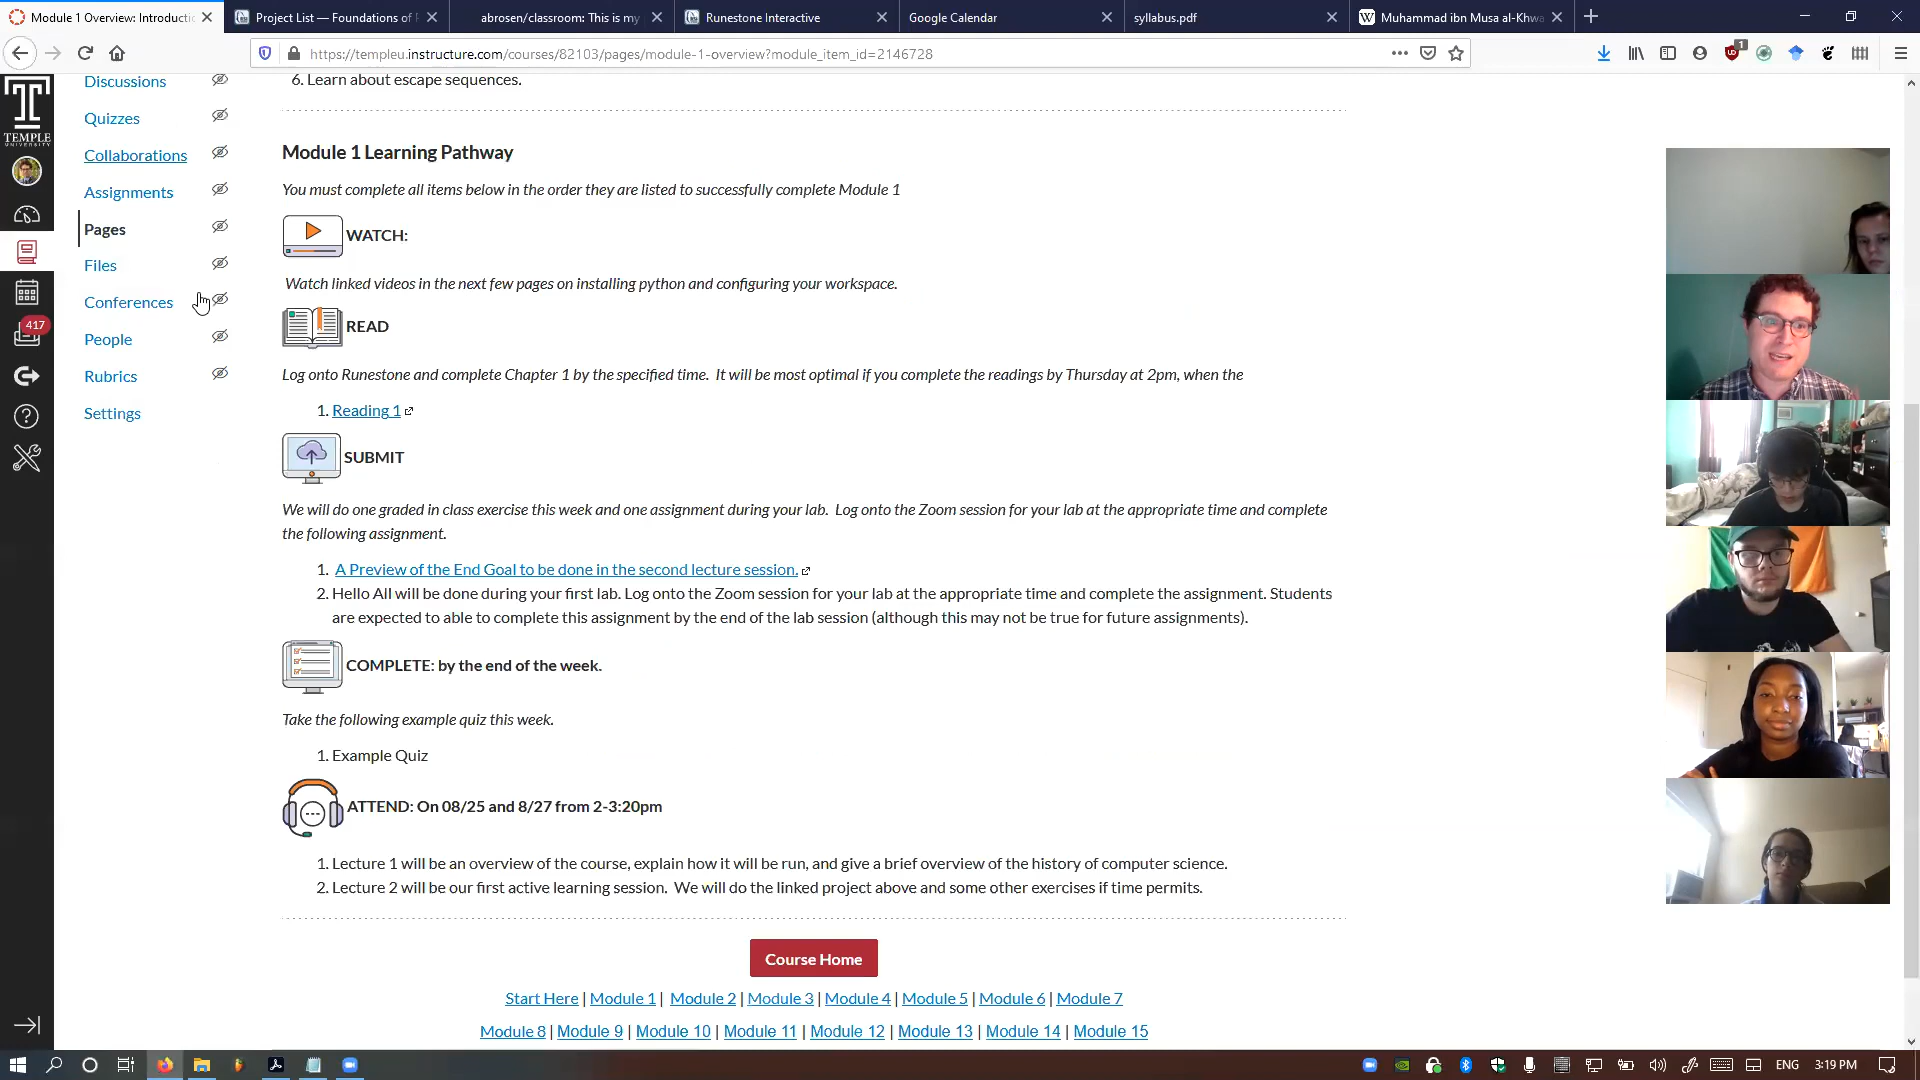 Module 1 Overview: Introducti
Project List — Foundations of
abrosen/classroom: This is my
Runestone Interactive
Google Calendar
syllabus.pdf
Muhammad ibn Musa al-Khwa
https://templeu.instructure.com/courses/82103/pages/module-1-overview?module_item_id=2146728
1
TEMPLE
UNIVERSITY
417
Discussions
Quizzes
Collaborations
Assignments
Pages
Files
Conferences
People
Rubrics
Settings
6. Learn about escape sequences.
Module 1 Learning Pathway
You must complete all items below in the order they are listed to successfully complete Module 1
WATCH:
Watch linked videos in the next few pages on installing python and configuring your workspace.
READ
Log onto Runestone and complete Chapter 1 by the specified time. It will be most optimal if you complete the readings by Thursday at 2pm, when the
1. Reading 1
SUBMIT
We will do one graded in class exercise this week and one assignment during your lab. Log onto the Zoom session for your lab at the appropriate time and complete
the following assignment.
1. A Preview of the End Goal to be done in the second lecture session.
2. Hello All will be done during your first lab. Log onto the Zoom session for your lab at the appropriate time and complete the assignment. Students
are expected to able to complete this assignment by the end of the lab session (although this may not be true for future assignments).
COMPLETE: by the end of the week.
Take the following example quiz this week.
1. Example Quiz
ATTEND: On 08/25 and 8/27 from 2-3:20pm
1. Lecture 1 will be an overview of the course, explain how it will be run, and give a brief overview of the history of computer science.
2. Lecture 2 will be our first active learning session. We will do the linked project above and some other exercises if time permits.
Course Home
Start Here | Module 1 | Module 2 | Module 3 | Module 4 | Module 5 | Module 6 | Module 7
Module 8 | Module 9 | Module 10 | Module 11 | Module 12 | Module 13 | Module 14 | Module 15
ENG
3:19 PM